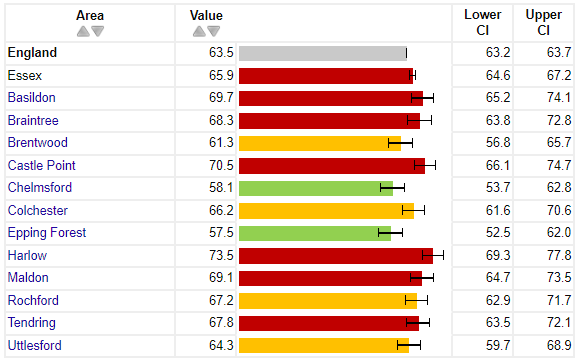 Area Value Lower CI Upper CI
England 63.5 63.2 63.7
Essex 65.9 64.6 67.2
Basildon 69.7 65.2 74.1
Braintree 68.3 63.8 72.8
Brentwood 61.3 56.8 65.7
Castle Point 70.5 66.1 74.7
Chelmsford 58.1 53.7 62.8
Colchester 66.2 61.6 70.6
Epping Forest 57.5 52.5 62.0
Harlow 73.5 69.3 77.8
Maldon 69.1 64.7 73.5
Rochford 67.2 62.9 71.7
Tendring 67.8 63.5 72.1
Uttlesford 64.3 59.7 68.9